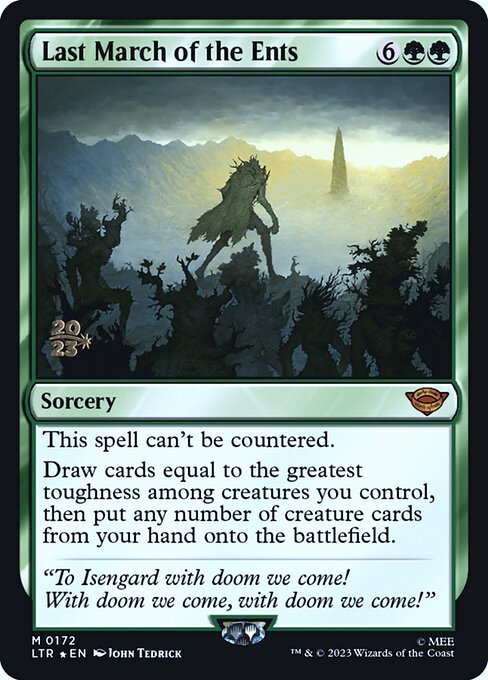 Last March of the Ents 6
20
23
Sorcery
This spell can't be countered.
Draw cards equal to the greatest
toughness among creatures you control,
then put any number of creature cards
from your hand onto the battlefield.
"To Isengard with doom we come!
With doom we come, with doom we come!"
M 0172
LTR ★ EN John Tedrick
© MEE
™ & © 2023 Wizards of the Coast